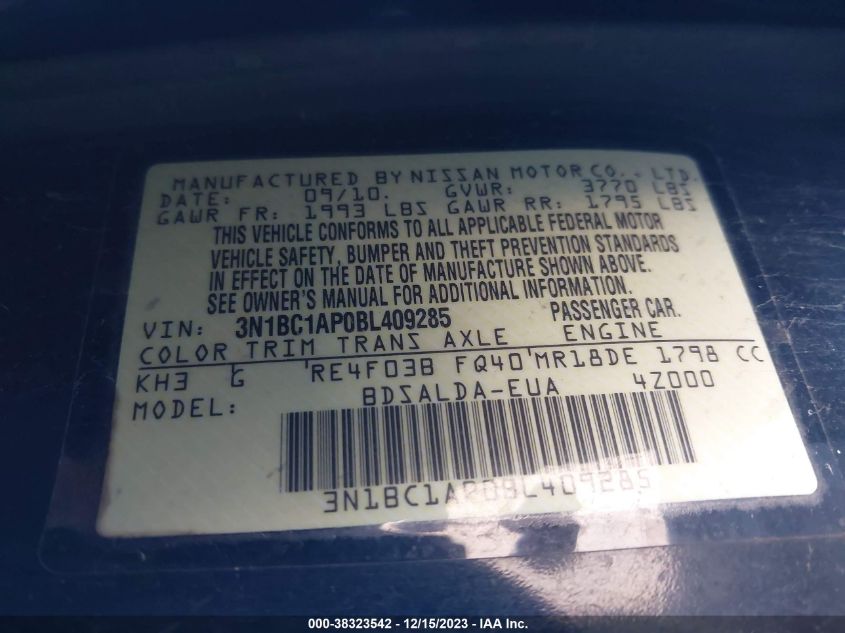 MANUFACTURED BY NISSAN MOTOR CO., LTD.
DATE: 09/10. GVWR: 3770 LBS
GAWR FR: 1993 LBS GAWR RR: 1795 LBS
THIS VEHICLE CONFORMS TO ALL APPLICABLE FEDERAL MOTOR
VEHICLE SAFETY, BUMPER AND THEFT PREVENTION STANDARDS
IN EFFECT ON THE DATE OF MANUFACTURE SHOWN ABOVE.
SEE OWNER'S MANUAL FOR ADDITIONAL INFORMATION.
VIN: 3N1BC1AP0BL409285 PASSENGER CAR.
COLOR TRIM TRANS AXLE ENGINE
KH3 G 'RE4F03B FQ40'MR18DE 1798 CC
MODEL: BDSALDA-EUA 4Z000
3N1BC1AP0BL409285
000-38323542 - 12/15/2023 - IAA Inc.